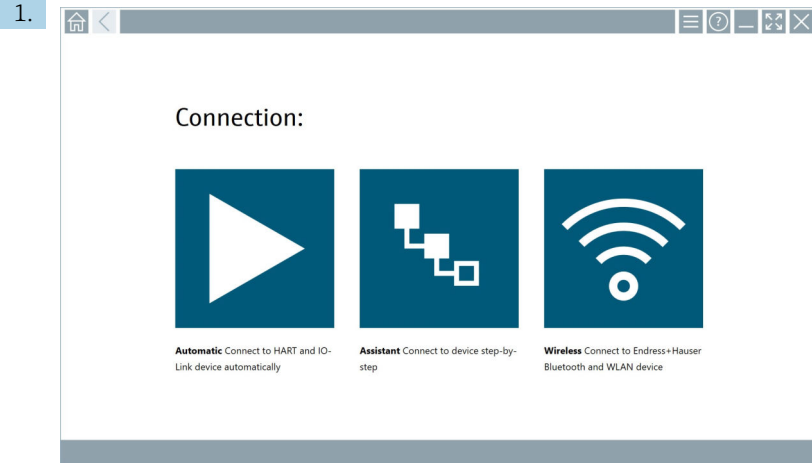 1.
Connection:
Automatic Connect to HART and IO-
Link device automatically
Assistant Connect to device step-by-
step
Wireless Connect to Endress+Hauser
Bluetooth and WLAN device